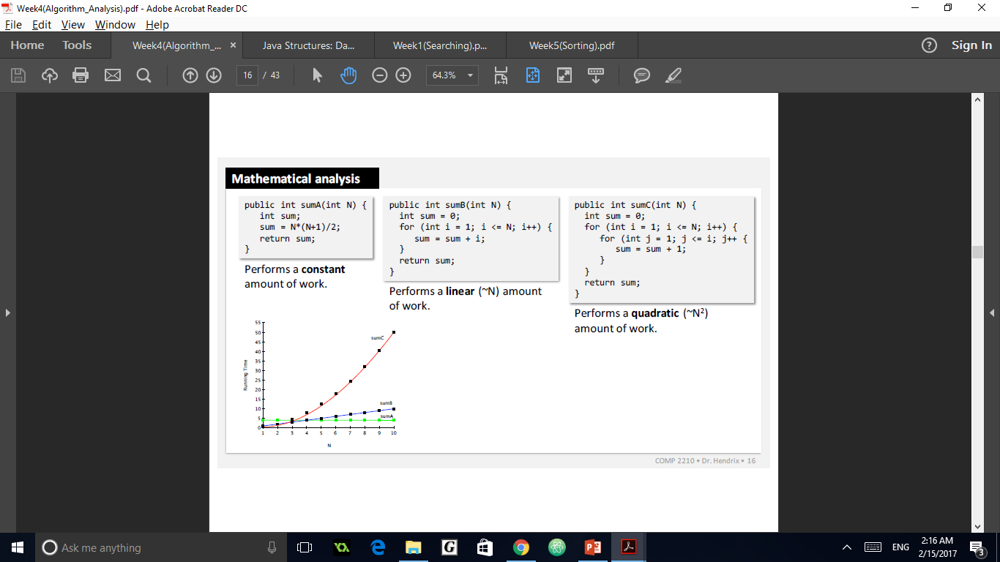 Week4(Algorithm_Analysis).pdf - Adobe Acrobat Reader DC
File Edit View Window Help
Home Tools Week4(Algorithm_... × Java Structures: Da... Week1(Searching).p... Week5(Sorting).pdf ? Sign In
16 / 43 64.3%
Mathematical analysis
public int sumA(int N) {
int sum;
sum = N*(N+1)/2;
return sum;
}
Performs a constant
amount of work.
public int sumB(int N) {
int sum = 0;
for (int i = 1; i <= N; i++) {
sum = sum + i;
}
return sum;
}
Performs a linear (~N) amount
of work.
public int sumC(int N) {
int sum = 0;
for (int i = 1; i <= N; i++) {
for (int j = 1; j <= i; j++ {
sum = sum + 1;
}
}
return sum;
}
Performs a quadratic (~N²)
amount of work.
55
50
45
40
35
30
25
20
15
10
5
0
Running Time
sumC
sumB
sumA
1 2 3 4 5 6 7 8 9 10
N
COMP 2210 • Dr. Hendrix • 16
Ask me anything
G
ENG
2:16 AM
2/15/2017
3